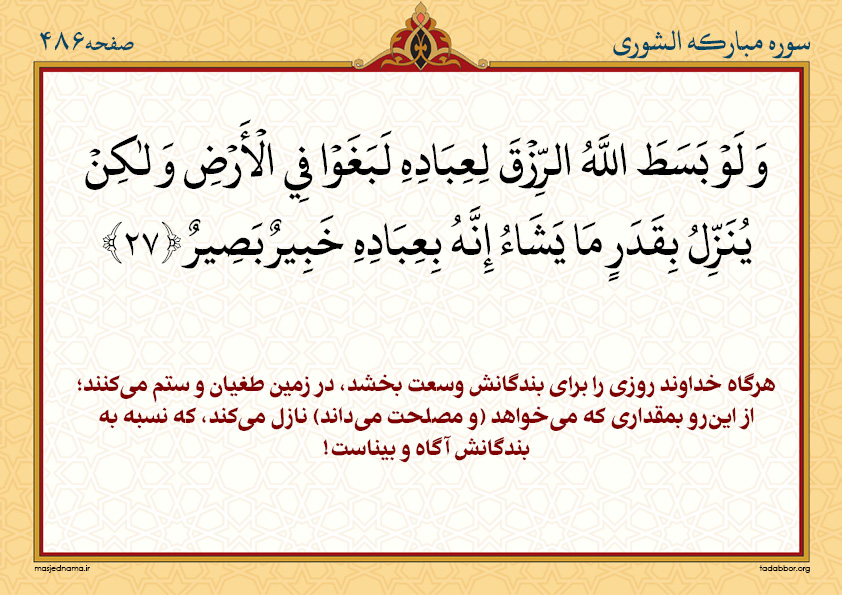 سوره مبارکه الشوری
صفحه۴۸۶
وَ لَوْ بَسَطَ اللَّهُ الرِّزْقَ لِعِبَادِهِ لَبَغَوْا فِي الْأَرْضِ وَ لٰكِنْ
يُنَزِّلُ بِقَدَرٍ مَا يَشَاءُ إِنَّهُ بِعِبَادِهِ خَبِيرٌ بَصِيرٌ ﴿٢٧﴾
هرگاه خداوند روزی را برای بندگانش وسعت بخشد، در زمین طغیان و ستم می‌کنند؛
از این‌رو بمقداری که می‌خواهد (و مصلحت می‌داند) نازل می‌کند، که نسبه به
بندگانش آگاه و بیناست!
masjednama.ir
tadabbor.org